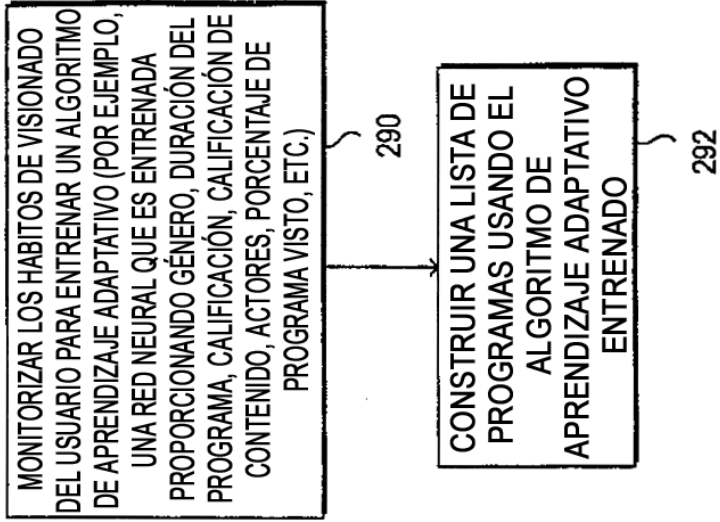 MONITORIZAR LOS HABITOS DE VISIONADO
DEL USUARIO PARA ENTRENAR UN ALGORITMO
DE APRENDIZAJE ADAPTATIVO (POR EJEMPLO,
UNA RED NEURAL QUE ES ENTRENADA
PROPORCIONANDO GÉNERO, DURACIÓN DEL
PROGRAMA, CALIFICACIÓN, CALIFICACIÓN DE
CONTENIDO, ACTORES, PORCENTAJE DE
PROGRAMA VISTO, ETC.)
290
CONSTRUIR UNA LISTA DE
PROGRAMAS USANDO EL
ALGORITMO DE
APRENDIZAJE ADAPTATIVO
ENTRENADO
292